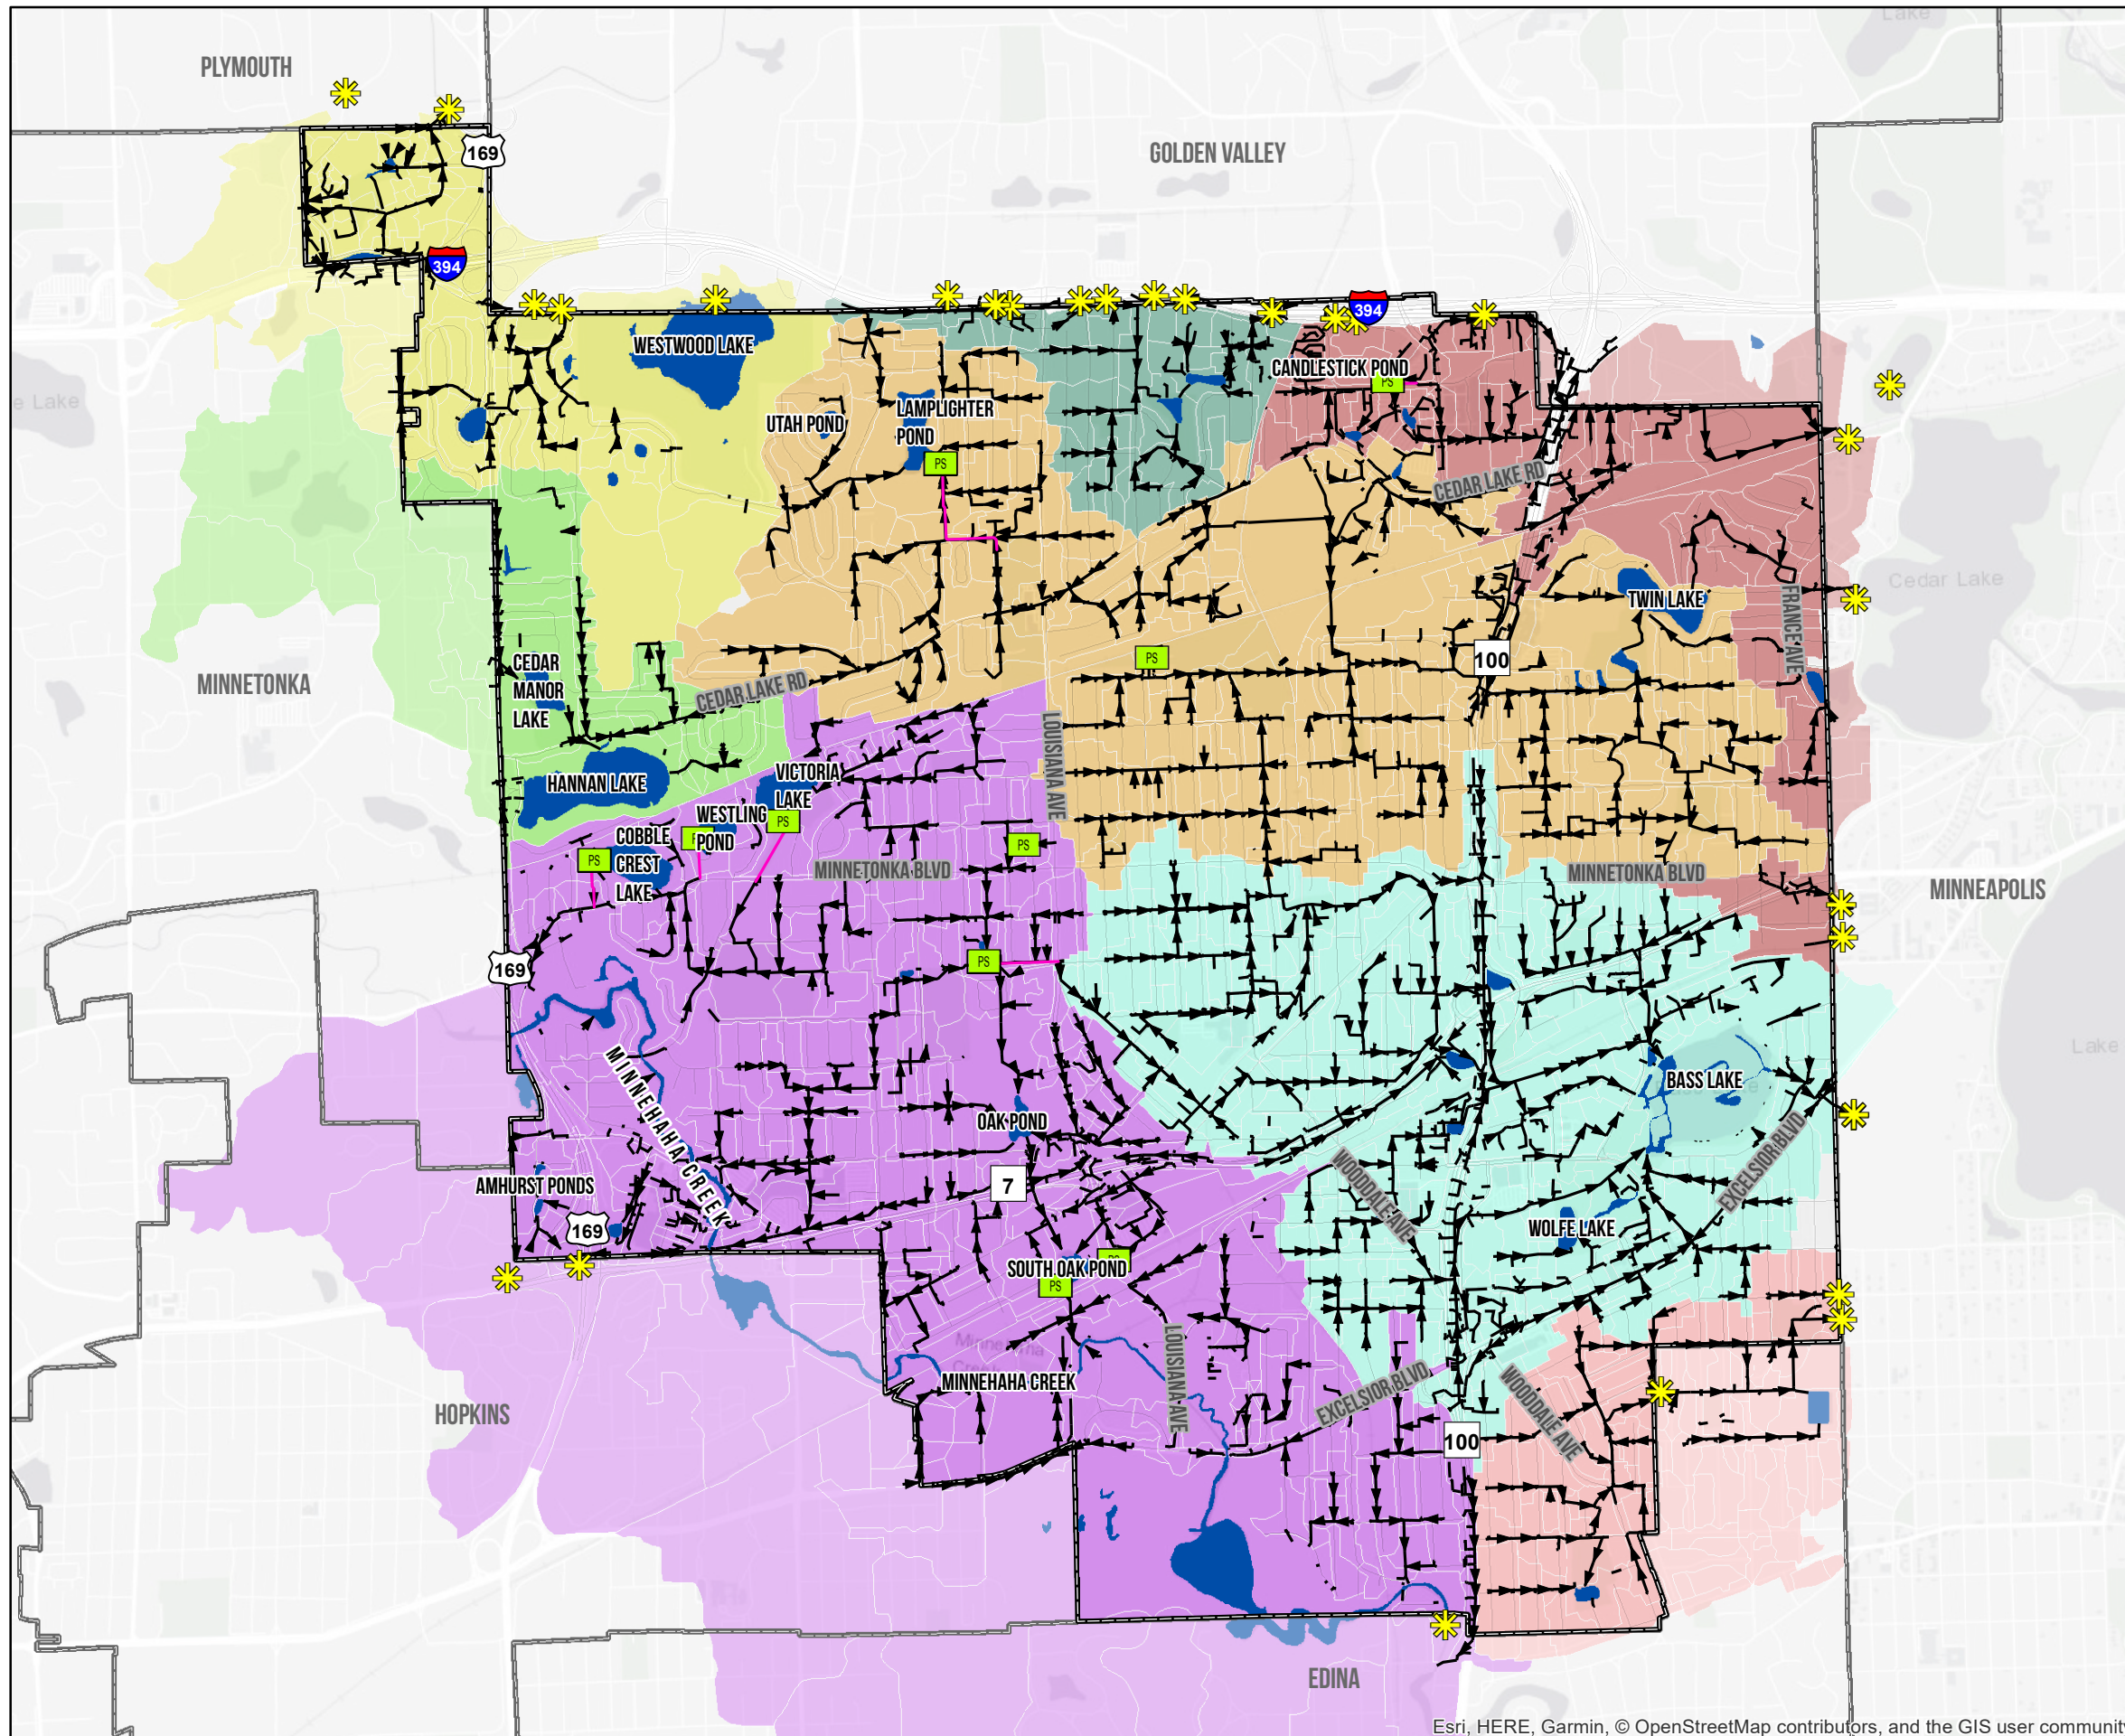 Lake
PLYMOUTH
169
GOLDEN VALLEY
394
394
WESTWOOD LAKE
CANDLESTICK POND
PS
e Lake
LAMPLIGHTER
POND
UTAH POND
PS
CEDAR LAKE RD
Cedar Lake
TWIN LAKE
FRANCE AVE
PS
100
CEDAR
MANOR
LAKE
MINNETONKA
CEDAR LAKE RD
LOUISIANA AVE
HANNAN LAKE
VICTORIA
LAKE
WESTLING
POND
PS
COBBLE
CREST
LAKE
PS
PS
MINNETONKA BLVD
MINNETONKA BLVD
MINNEAPOLIS
169
PS
Lake
MINNEHAHA CREEK
BASS LAKE
OAK POND
EXCELSIOR BLVD
AMHURST PONDS
7
WOODDALE AVE
169
WOLFE LAKE
SOUTH OAK POND
PS
PS
LOUISIANA AVE
Minnehaha
Creek
MINNEHAHA CREEK
EXCELSIOR BLVD
WOODDALE AVE
HOPKINS
100
EDINA
Esri, HERE, Garmin, © OpenStreetMap contributors, and the GIS user communit